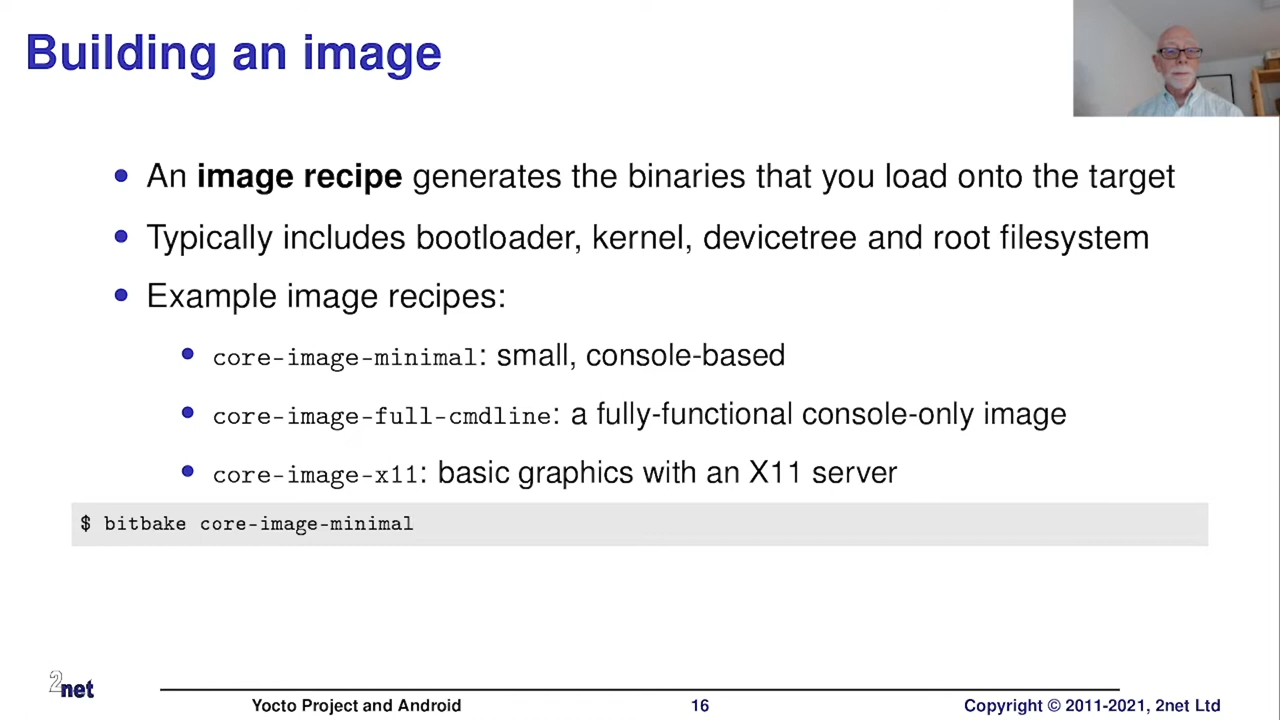 Building an image
• An image recipe generates the binaries that you load onto the target
• Typically includes bootloader, kernel, devicetree and root filesystem
• Example image recipes:
• core-image-minimal: small, console-based
• core-image-full-cmdline: a fully-functional console-only image
• core-image-x11: basic graphics with an X11 server
$ bitbake core-image-minimal
2net
Yocto Project and Android 16 Copyright © 2011-2021, 2net Ltd